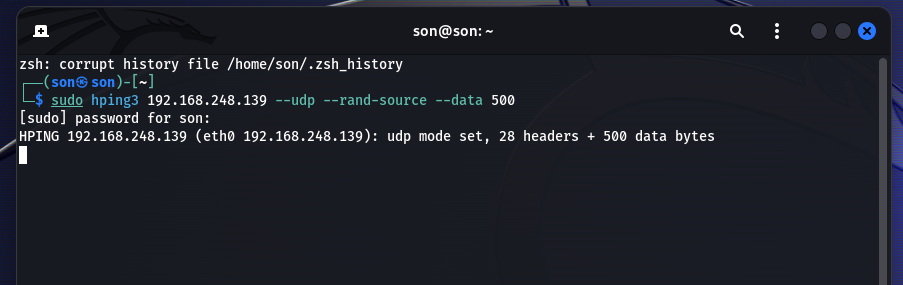 son@son: ~
zsh: corrupt history file /home/son/.zsh_history
┌──(son㉿son)-[~]
└─$ sudo hping3 192.168.248.139 --udp --rand-source --data 500
[sudo] password for son:
HPING 192.168.248.139 (eth0 192.168.248.139): udp mode set, 28 headers + 500 data bytes